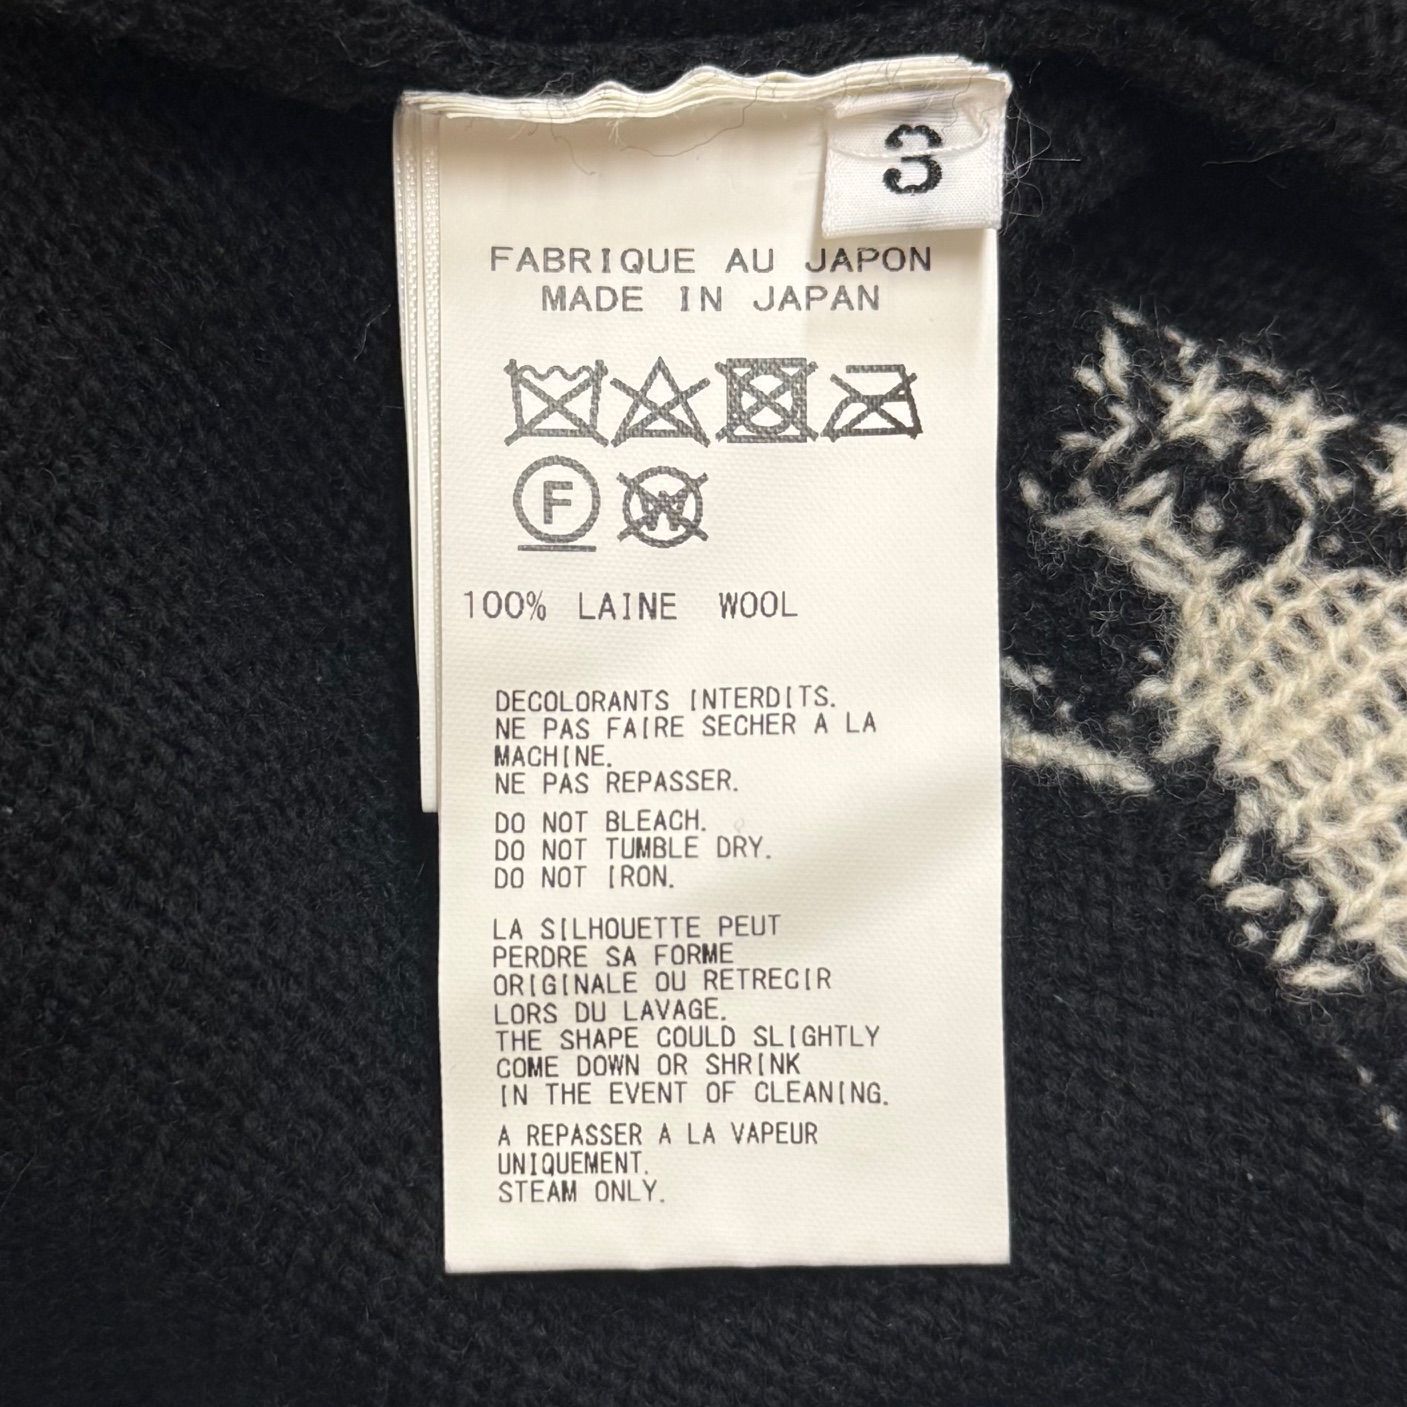 3
FABRIQUE AU JAPON
MADE IN JAPAN
F W
100% LAINE WOOL
DECOLORANTS INTERDITS.
NE PAS FAIRE SECHER A LA
MACHINE.
NE PAS REPASSER.
DO NOT BLEACH.
DO NOT TUMBLE DRY.
DO NOT IRON.
LA SILHOUETTE PEUT
PERDRE SA FORME
ORIGINALE OU RETRECIR
LORS DU LAVAGE.
THE SHAPE COULD SLIGHTLY
COME DOWN OR SHRINK
IN THE EVENT OF CLEANING.
A REPASSER A LA VAPEUR
UNIQUEMENT.
STEAM ONLY.